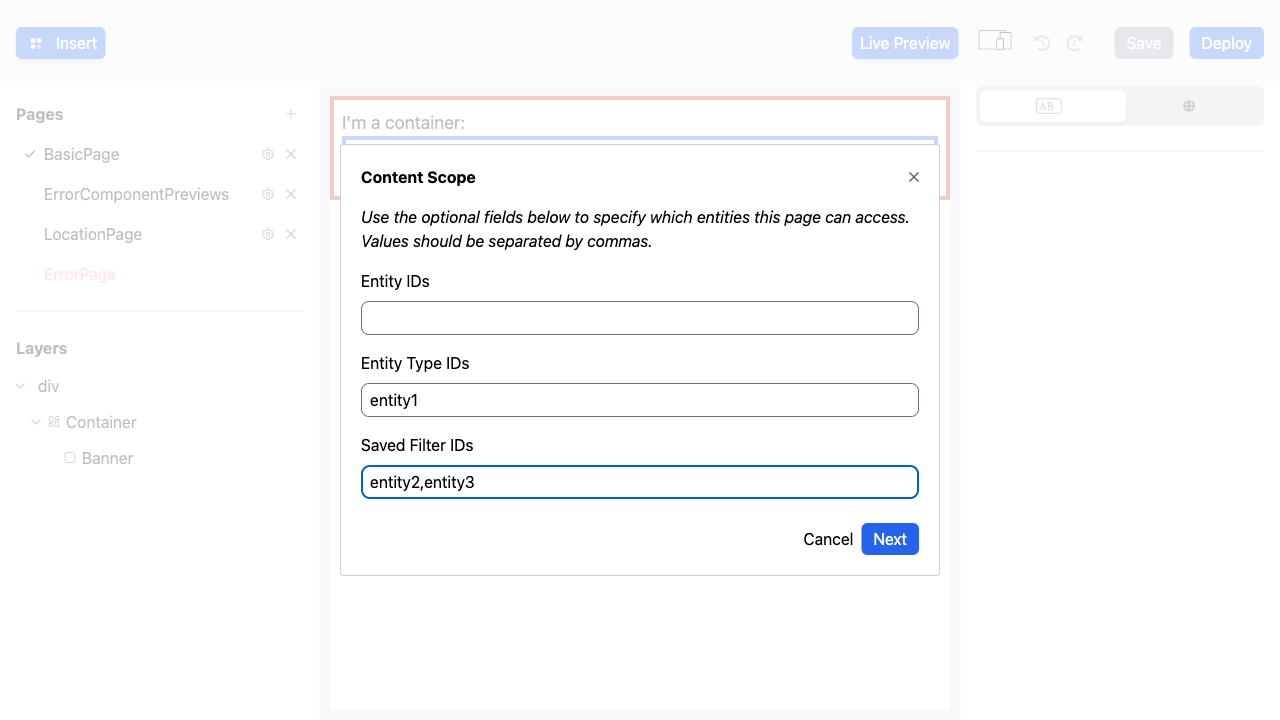 Insert
Live Preview
Save
Deploy
Pages
BasicPage
ErrorComponentPreviews
LocationPage
ErrorPage
Layers
div
Container
Banner
I'm a container:
Content Scope
Use the optional fields below to specify which entities this page can access.
Values should be separated by commas.
Entity IDs
Entity Type IDs
entity1
Saved Filter IDs
entity2,entity3
Cancel
Next
AB